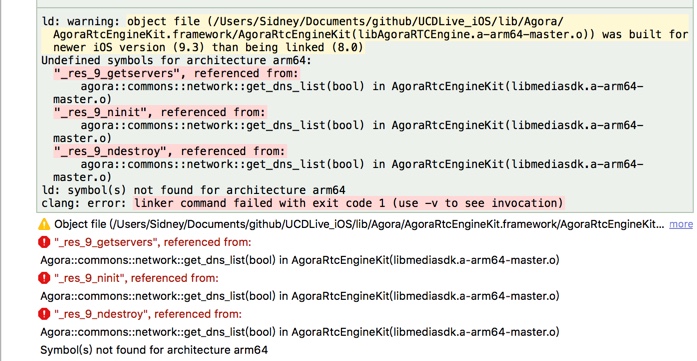 ld: warning: object file (/Users/Sidney/Documents/github/UCDLive_iOS/lib/Agora/
AgoraRtcEngineKit.framework/AgoraRtcEngineKit(libAgoraRTCEngine.a-arm64-master.o)) was built for
newer iOS version (9.3) than being linked (8.0)
Undefined symbols for architecture arm64:
"_res_9_getservers", referenced from:
agora::commons::network::get_dns_list(bool) in AgoraRtcEngineKit(libmediasdk.a-arm64-
master.o)
"_res_9_ninit", referenced from:
agora::commons::network::get_dns_list(bool) in AgoraRtcEngineKit(libmediasdk.a-arm64-
master.o)
"_res_9_ndestroy", referenced from:
agora::commons::network::get_dns_list(bool) in AgoraRtcEngineKit(libmediasdk.a-arm64-
master.o)
ld: symbol(s) not found for architecture arm64
clang: error: linker command failed with exit code 1 (use -v to see invocation)
Object file (/Users/Sidney/Documents/github/UCDLive_iOS/lib/Agora/AgoraRtcEngineKit.framework/AgoraRtcEngineKit... more
"_res_9_getservers", referenced from:
Agora::commons::network::get_dns_list(bool) in AgoraRtcEngineKit(libmediasdk.a-arm64-master.o)
"_res_9_ninit", referenced from:
Agora::commons::network::get_dns_list(bool) in AgoraRtcEngineKit(libmediasdk.a-arm64-master.o)
"_res_9_ndestroy", referenced from:
Agora::commons::network::get_dns_list(bool) in AgoraRtcEngineKit(libmediasdk.a-arm64-master.o)
Symbol(s) not found for architecture arm64